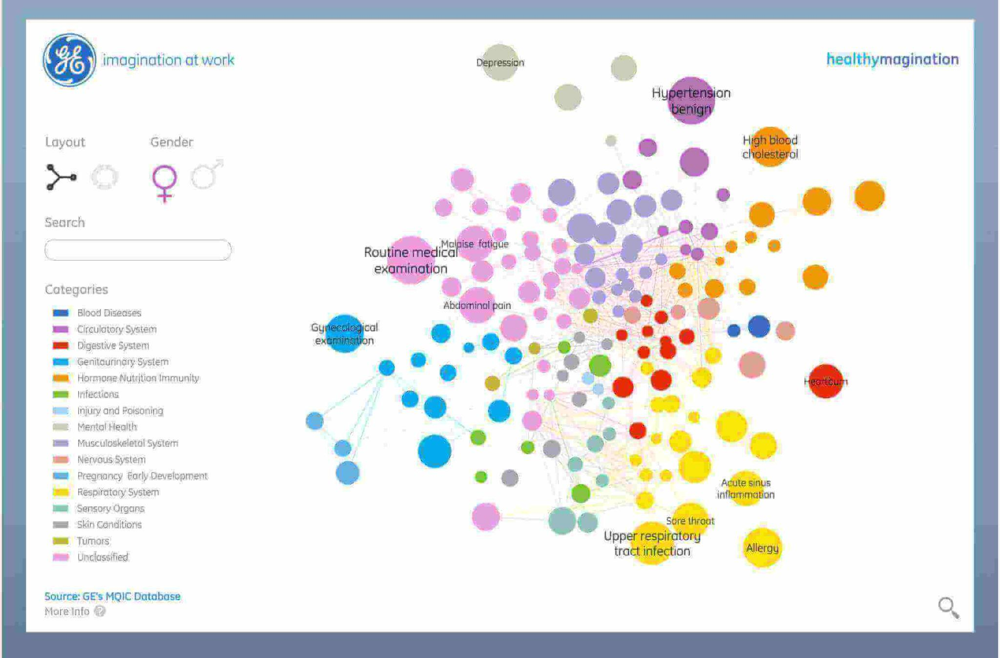 GE imagination at work
healthymagination
Depression
Hypertension
benign
High blood
cholesterol
Layout
Gender
Search
Malaise fatigue
Routine medical
examination
Abdominal pain
Gynecological
examination
Heartburn
Acute sinus
inflammation
Sore throat
Upper respiratory
tract infection
Allergy
Categories
Blood Diseases
Circulatory System
Digestive System
Genitourinary System
Hormone Nutrition Immunity
Infections
Injury and Poisoning
Mental Health
Musculoskeletal System
Nervous System
Pregnancy Early Development
Respiratory System
Sensory Organs
Skin Conditions
Tumors
Unclassified
Source: GE's MQIC Database
More Info ?